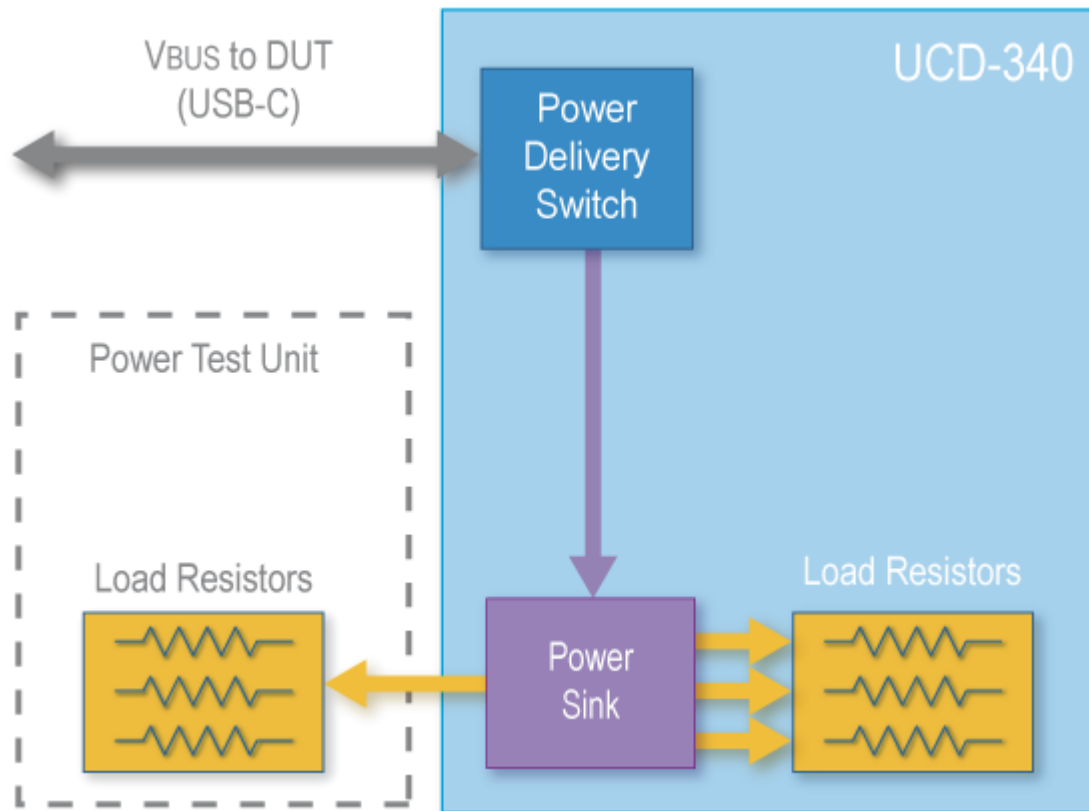 VBUS to DUT
(USB-C)
UCD-340
Power
Delivery
Switch
Power Test Unit
Load Resistors
Load Resistors
Power
Sink